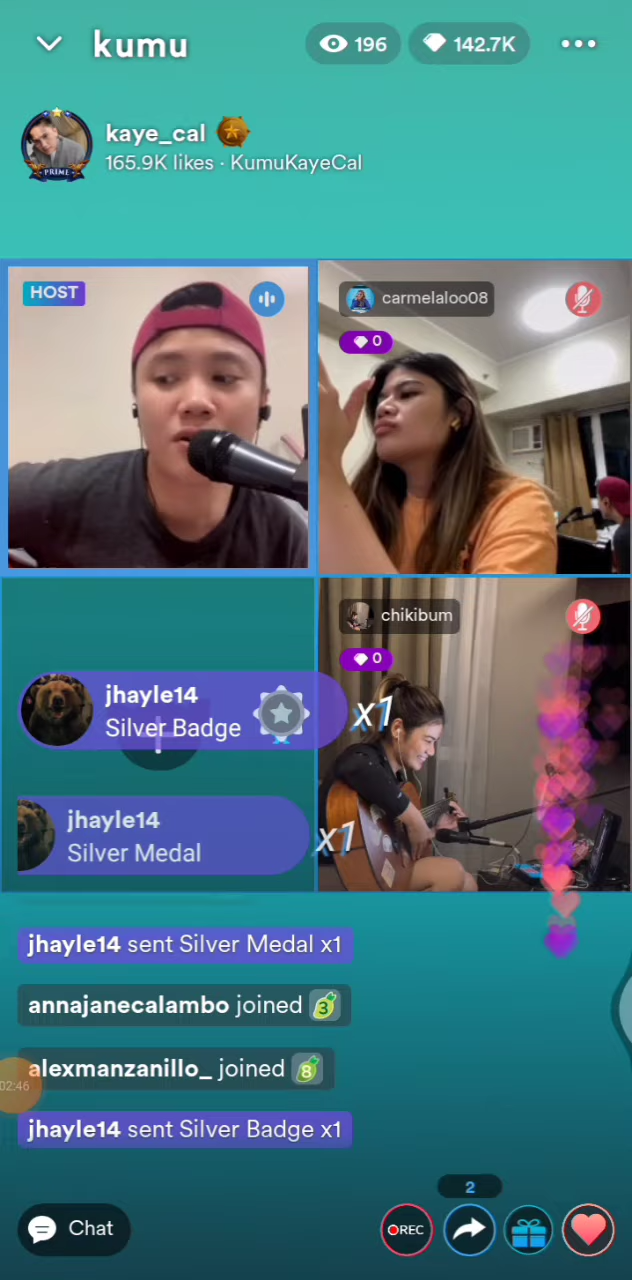 kumu
196
142.7K
kaye_cal
165.9K likes · KumuKayeCal
PRIME
HOST
carmelaloo08
0
chikibum
0
jhayle14
Silver Badge
x1
jhayle14
Silver Medal
x1
jhayle14 sent Silver Medal x1
annajanecalambo joined 3
alexmanzanillo_ joined 8
02:46
jhayle14 sent Silver Badge x1
2
Chat
REC